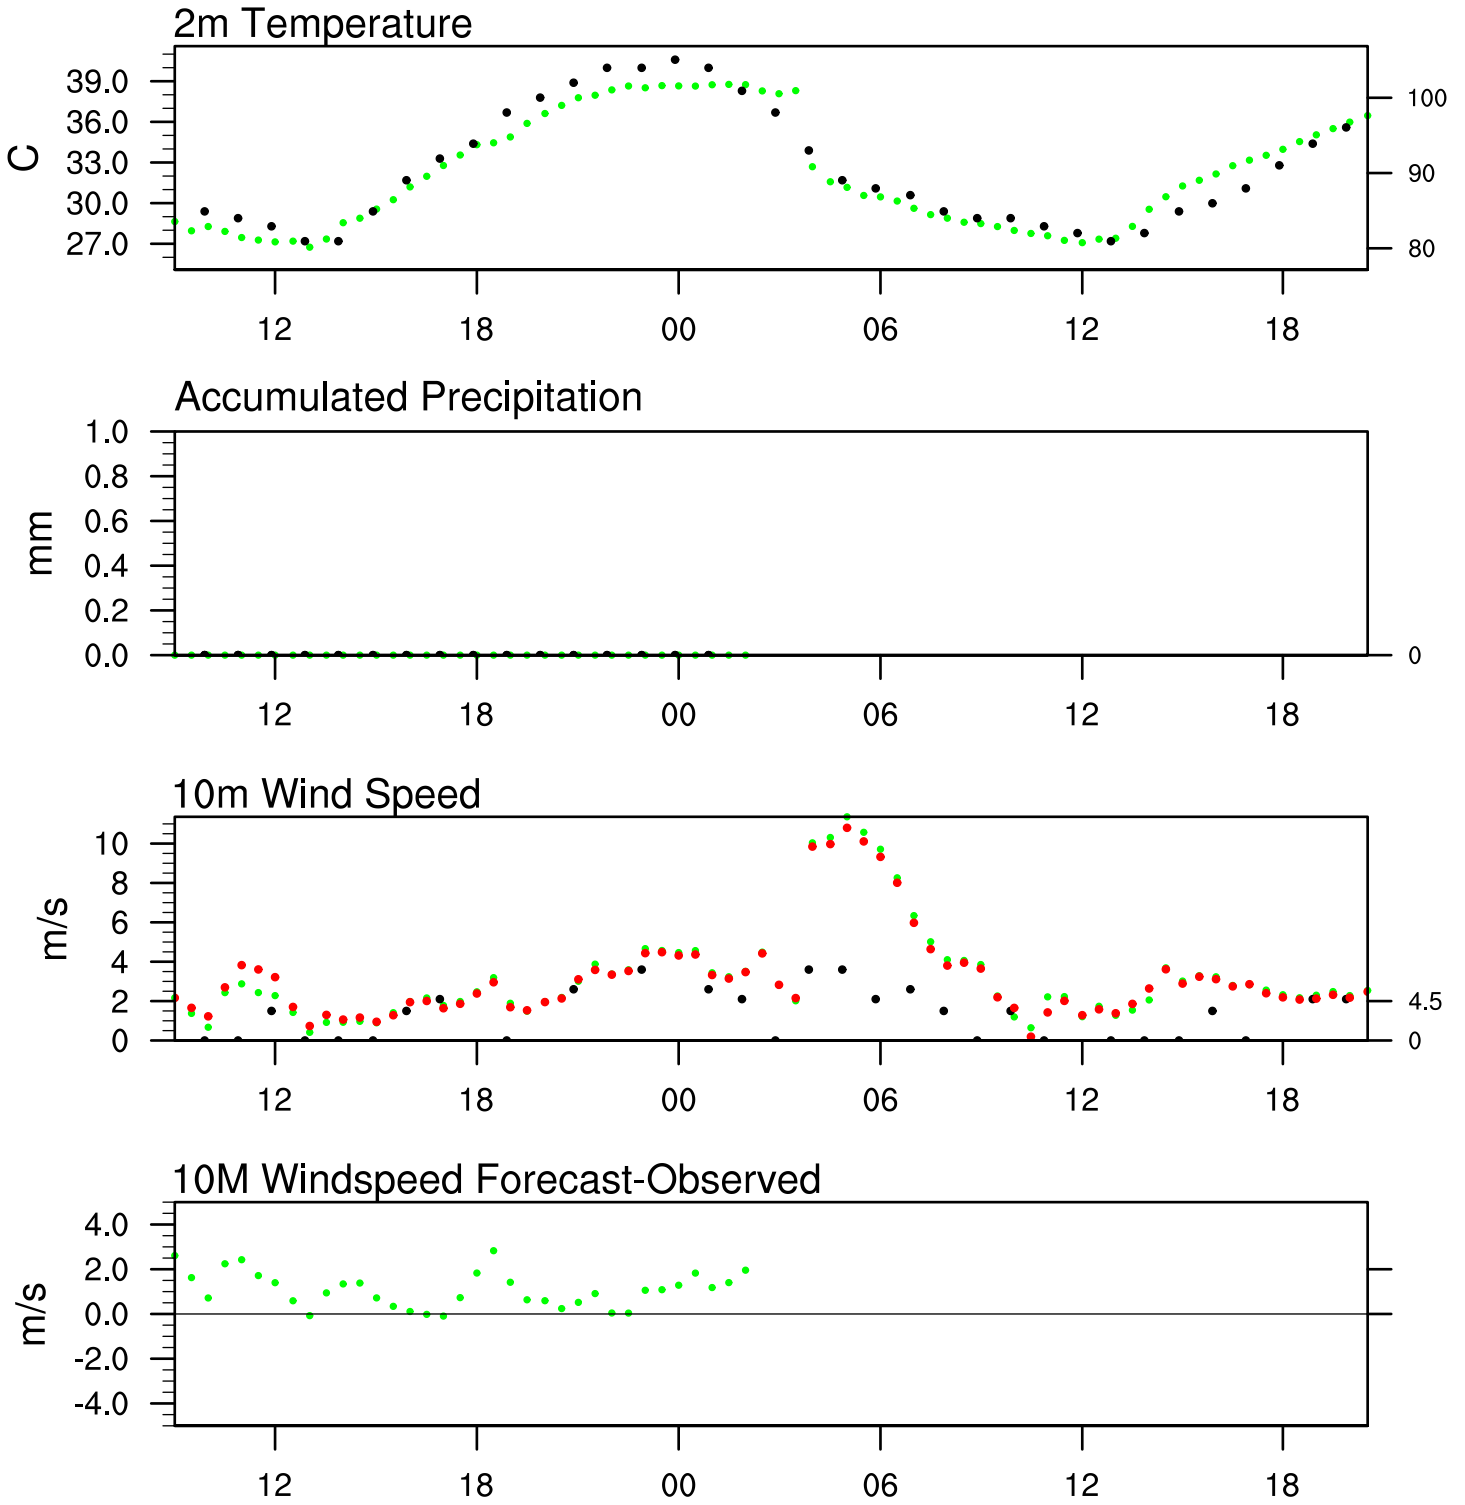 2m Temperature
39.0
36.0
33.0
30.0
27.0
C
100
90
80
12 18 00 06 12 18
Accumulated Precipitation
1.0
0.8
0.6
0.4
0.2
0.0
mm
0
12 18 00 06 12 18
10m Wind Speed
10
8
6
4
2
0
m/s
4.5
0
12 18 00 06 12 18
10M Windspeed Forecast-Observed
4.0
2.0
0.0
-2.0
-4.0
m/s
12 18 00 06 12 18